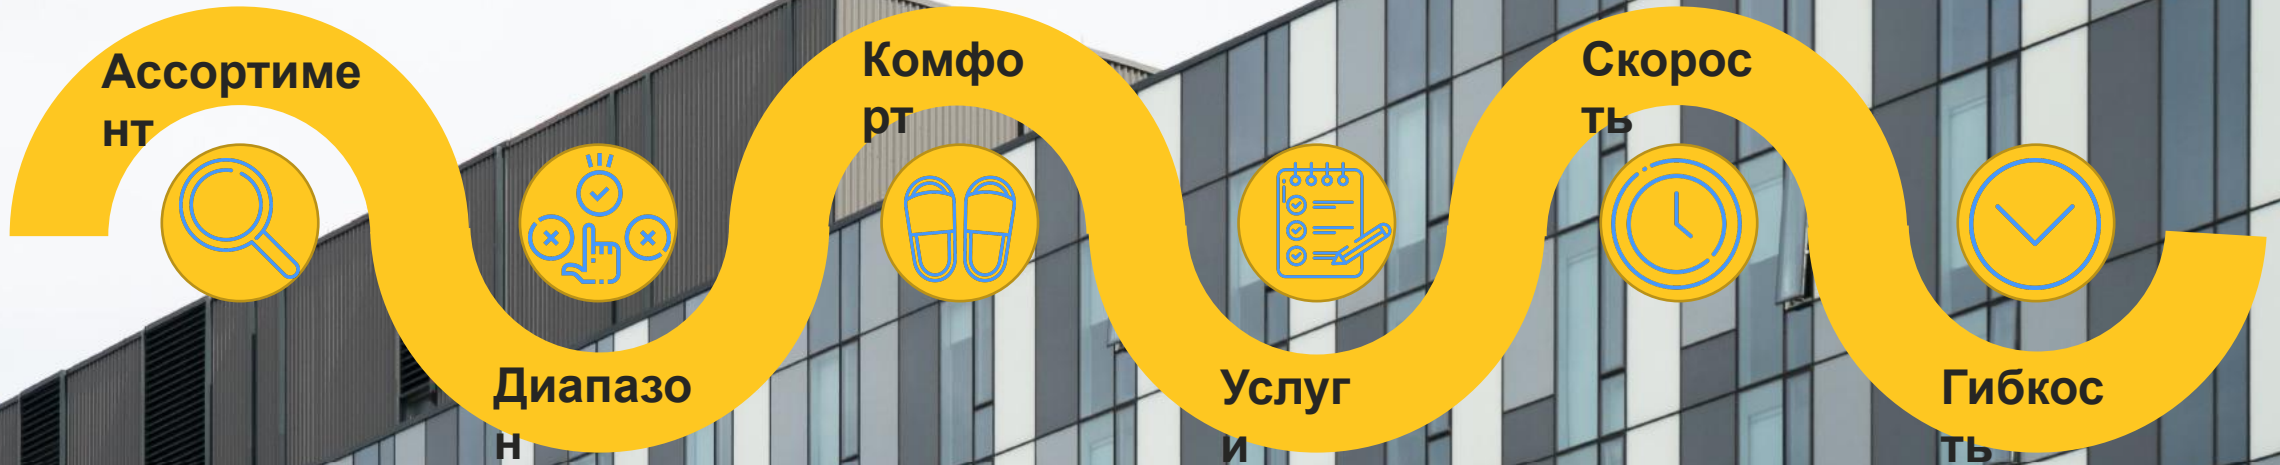 Ассортиме
нт
Диапазо
н
Комфо
рт
Услуг
и
Скорос
ть
Гибкос
ть